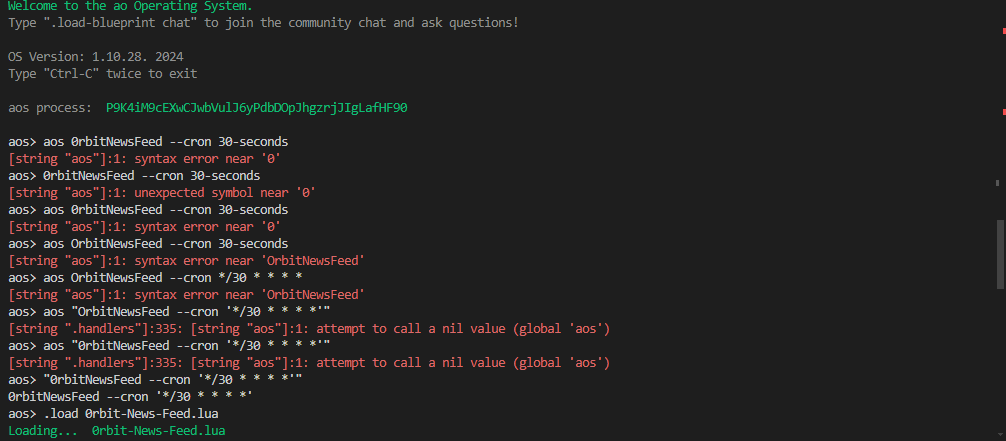 Welcome to the ao Operating System.
Type ".load-blueprint chat" to join the community chat and ask questions!
OS Version: 1.10.28. 2024
Type "Ctrl-C" twice to exit
aos process:  P9K4iM9cEXwCJwbVulJ6yPdbDOpJhgzrjJIgLafHF90
aos> aos 0rbitNewsFeed --cron 30-seconds
[string "aos"]:1: syntax error near '0'
aos> 0rbitNewsFeed --cron 30-seconds
[string "aos"]:1: unexpected symbol near '0'
aos> aos 0rbitNewsFeed --cron 30-seconds
[string "aos"]:1: syntax error near '0'
aos> aos OrbitNewsFeed --cron 30-seconds
[string "aos"]:1: syntax error near 'OrbitNewsFeed'
aos> aos OrbitNewsFeed --cron */30 * * * *
[string "aos"]:1: syntax error near 'OrbitNewsFeed'
aos> aos "OrbitNewsFeed --cron '*/30 * * * *'"
[string ".handlers"]:335: [string "aos"]:1: attempt to call a nil value (global 'aos')
aos> aos "0rbitNewsFeed --cron '*/30 * * * *'"
[string ".handlers"]:335: [string "aos"]:1: attempt to call a nil value (global 'aos')
aos> "0rbitNewsFeed --cron '*/30 * * * *'"
0rbitNewsFeed --cron '*/30 * * * *'
aos> .load 0rbit-News-Feed.lua
Loading...  0rbit-News-Feed.lua